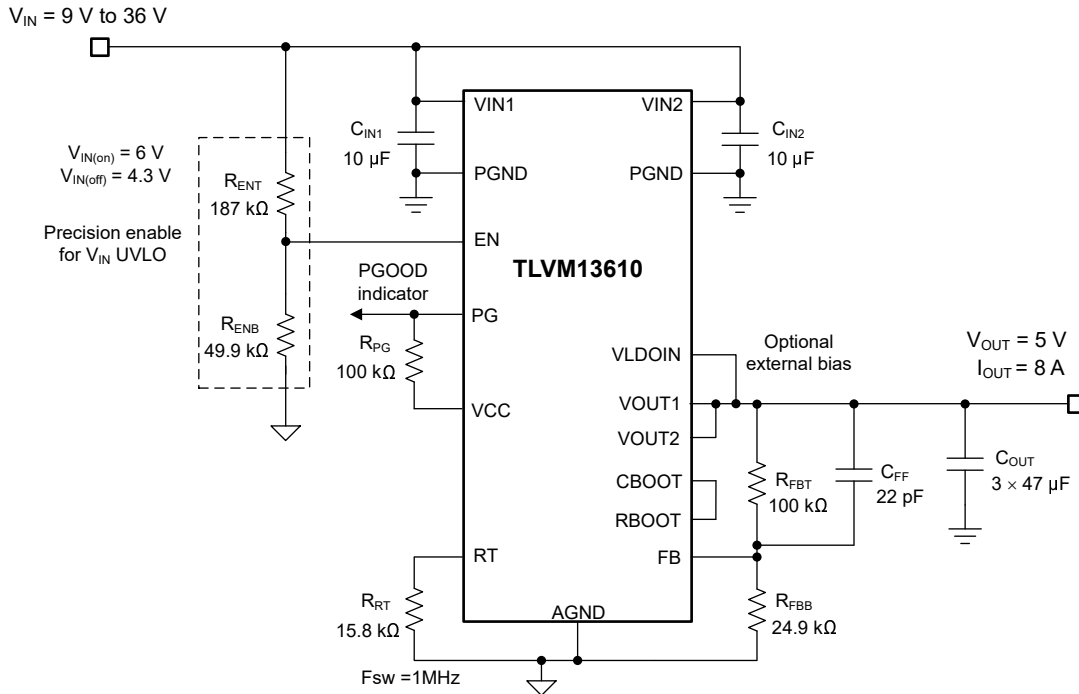 V_IN = 9 V to 36 V
VIN1
VIN2
C_IN1
10 µF
C_IN2
10 µF
V_IN(on) = 6 V
V_IN(off) = 4.3 V
PGND
PGND
R_ENT
187 kΩ
Precision enable
for V_IN UVLO
EN
TLVM13610
PGOOD
indicator
PG
R_ENB
49.9 kΩ
R_PG
100 kΩ
VLDOIN
Optional
external bias
V_OUT = 5 V
I_OUT = 8 A
VCC
VOUT1
VOUT2
CBOOT
RBOOT
R_FBT
100 kΩ
C_FF
22 pF
C_OUT
3 × 47 µF
RT
FB
R_RT
15.8 kΩ
AGND
R_FBB
24.9 kΩ
Fsw =1MHz